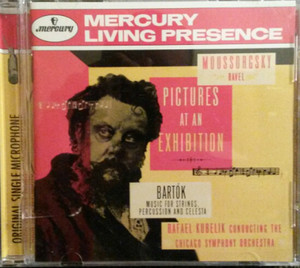 mercury
MERCURY
LIVING PRESENCE
MOUSSORGSKY
RAVEL
PICTURES
AT AN
EXHIBITION
BARTÓK
MUSIC FOR STRINGS,
PERCUSSION AND CELESTA
RAFAEL KUBELIK CONDUCTING THE
CHICAGO SYMPHONY ORCHESTRA
ORIGINAL SINGLE MICROPHONE